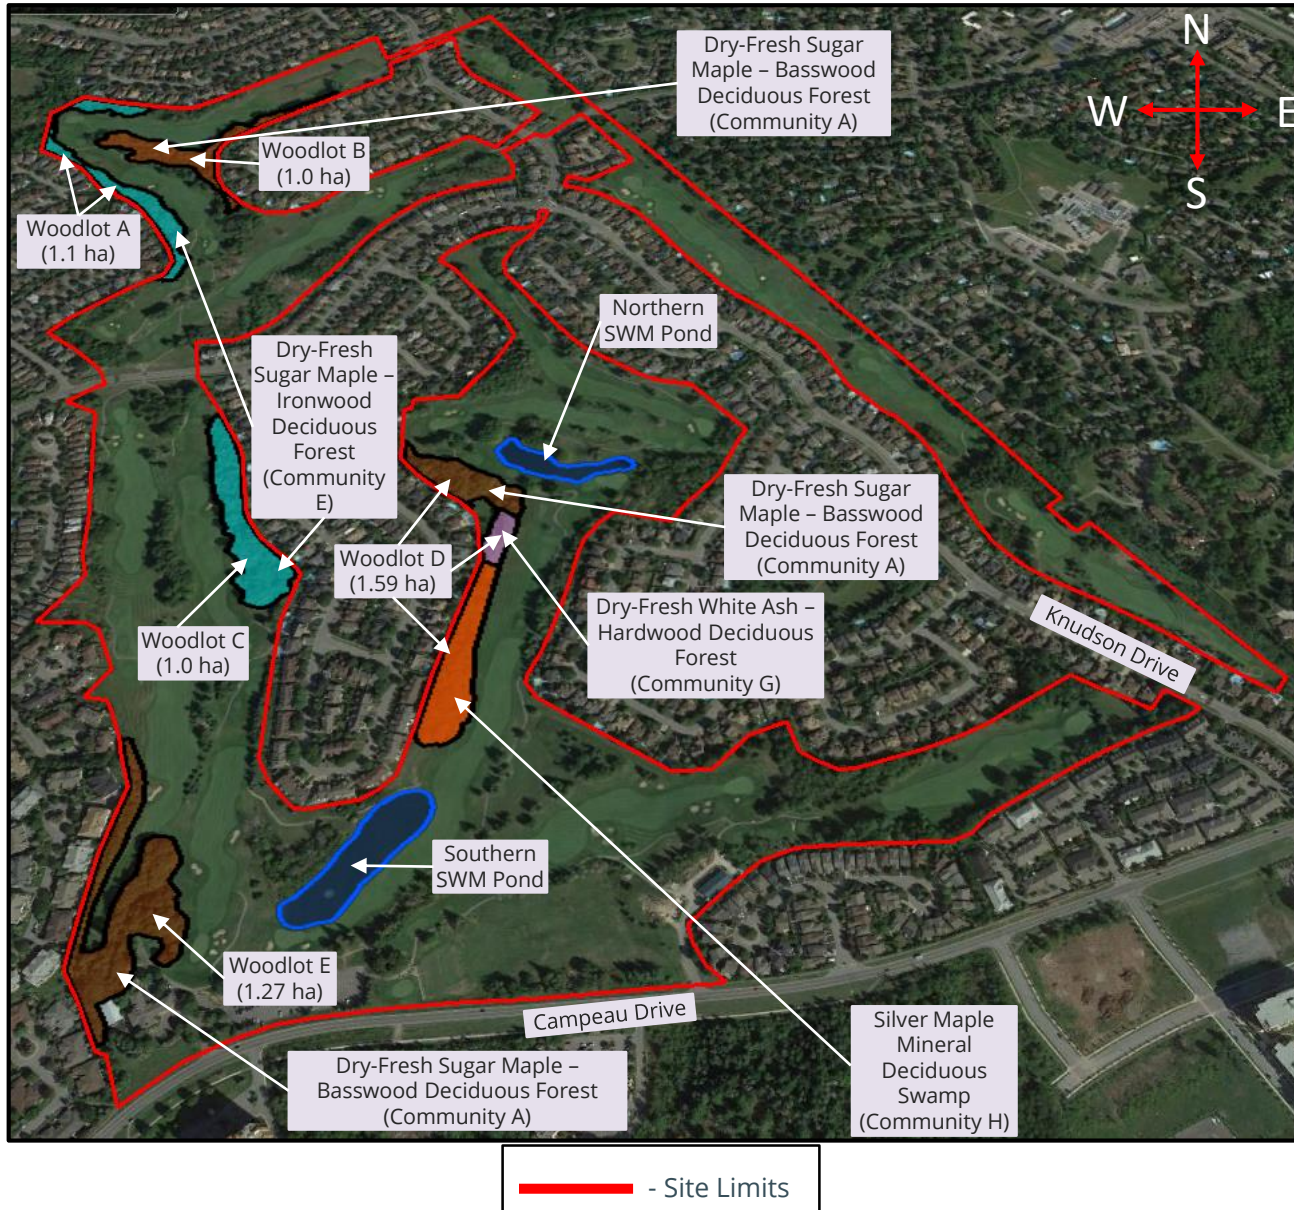 Dry-Fresh Sugar
Maple – Basswood
Deciduous Forest
(Community A)
N
W
E
S
Woodlot B
(1.0 ha)
Woodlot A
(1.1 ha)
Northern
SWM Pond
Dry-Fresh
Sugar Maple –
Ironwood
Deciduous
Forest
(Community
E)
Dry-Fresh Sugar
Maple – Basswood
Deciduous Forest
(Community A)
Woodlot D
(1.59 ha)
Dry-Fresh White Ash –
Hardwood Deciduous
Forest
(Community G)
Woodlot C
(1.0 ha)
Knudson Drive
Southern
SWM Pond
Woodlot E
(1.27 ha)
Campeau Drive
Silver Maple
Mineral
Deciduous
Swamp
(Community H)
Dry-Fresh Sugar Maple –
Basswood Deciduous Forest
(Community A)
- Site Limits